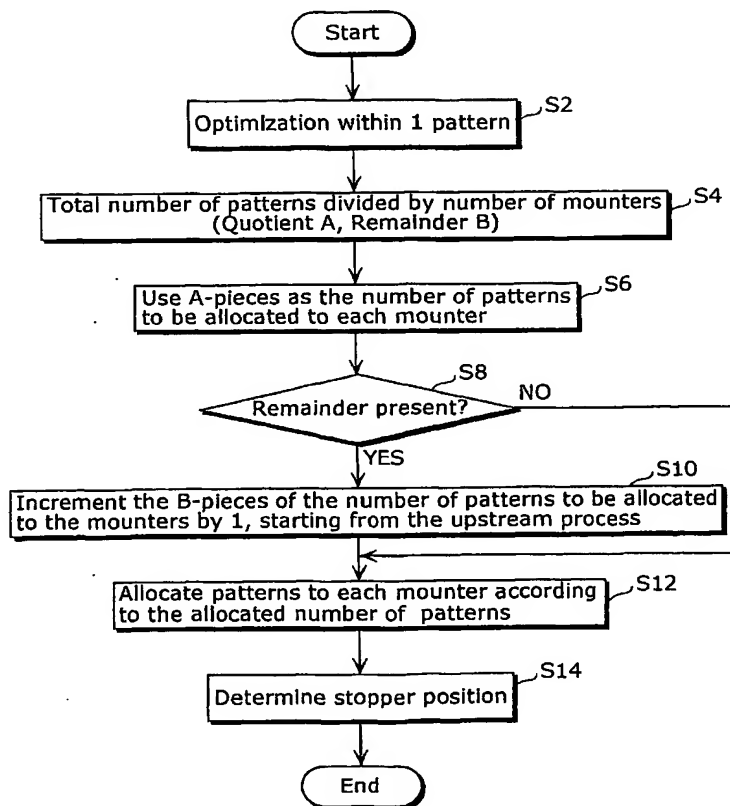 Start
S2
Optimization within 1 pattern
S4
Total number of patterns divided by number of mounters
(Quotient A, Remainder B)
S6
Use A-pieces as the number of patterns
to be allocated to each mounter
S8
Remainder present?
NO
YES
S10
Increment the B-pieces of the number of patterns to be allocated
to the mounters by 1, starting from the upstream process
S12
Allocate patterns to each mounter according
to the allocated number of patterns
S14
Determine stopper position
End